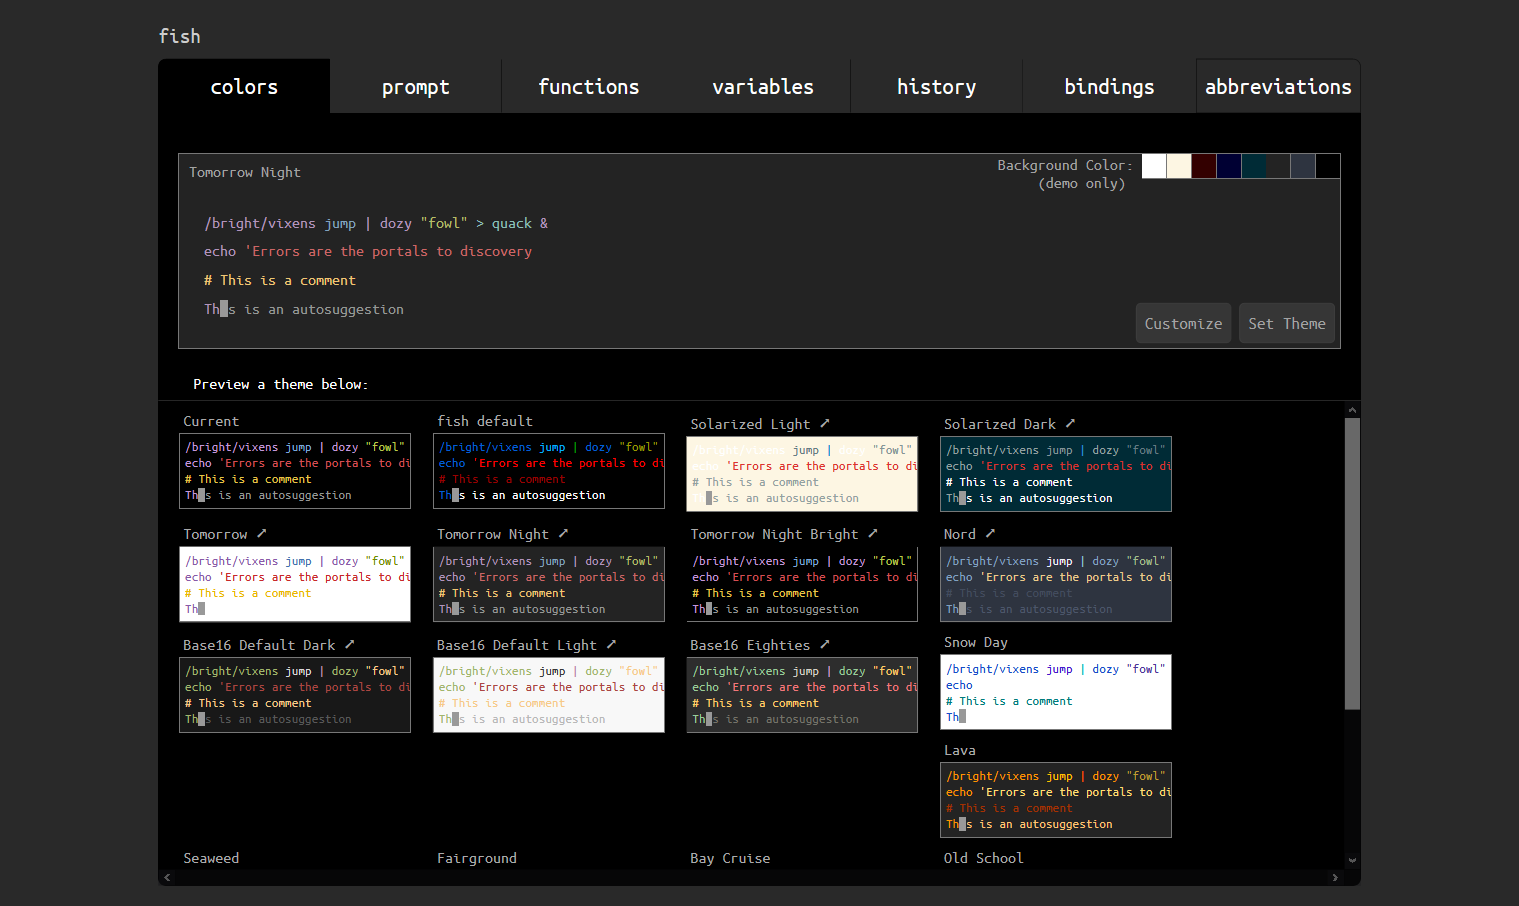 fish
colors prompt functions variables history bindings abbreviations
Tomorrow Night
Background Color:
(demo only)
/bright/vixens jump | dozy "fowl" > quack &
echo 'Errors are the portals to discovery
# This is a comment
Th s is an autosuggestion
Customize Set Theme
Preview a theme below:
Current
/bright/vixens jump | dozy "fowl"
echo 'Errors are the portals to di
# This is a comment
Th s is an autosuggestion
fish default
/bright/vixens jump | dozy "fowl"
echo 'Errors are the portals to di
# This is a comment
Th s is an autosuggestion
Solarized Light ⤢
/bright/vixens jump | dozy "fowl"
echo 'Errors are the portals to di
# This is a comment
s is an autosuggestion
Solarized Dark ⤢
/bright/vixens jump | dozy "fowl"
echo 'Errors are the portals to di
# This is a comment
Th s is an autosuggestion
Tomorrow ⤢
/bright/vixens jump | dozy "fowl"
echo 'Errors are the portals to di
# This is a comment
Th
Tomorrow Night ⤢
/bright/vixens jump | dozy "fowl"
echo 'Errors are the portals to di
# This is a comment
Th s is an autosuggestion
Tomorrow Night Bright ⤢
/bright/vixens jump | dozy "fowl"
echo 'Errors are the portals to di
# This is a comment
Th s is an autosuggestion
Nord ⤢
/bright/vixens jump | dozy "fowl"
echo 'Errors are the portals to di
# This is a comment
Th s is an autosuggestion
Base16 Default Dark ⤢
/bright/vixens jump | dozy "fowl"
echo 'Errors are the portals to di
# This is a comment
Th s is an autosuggestion
Base16 Default Light ⤢
/bright/vixens jump | dozy "fowl"
echo 'Errors are the portals to di
# This is a comment
Th s is an autosuggestion
Base16 Eighties ⤢
/bright/vixens jump | dozy "fowl"
echo 'Errors are the portals to di
# This is a comment
Th s is an autosuggestion
Snow Day
/bright/vixens jump | dozy "fowl"
echo
# This is a comment
Th
Lava
/bright/vixens jump | dozy "fowl"
echo 'Errors are the portals to di
# This is a comment
Th s is an autosuggestion
Seaweed
Fairground
Bay Cruise
Old School